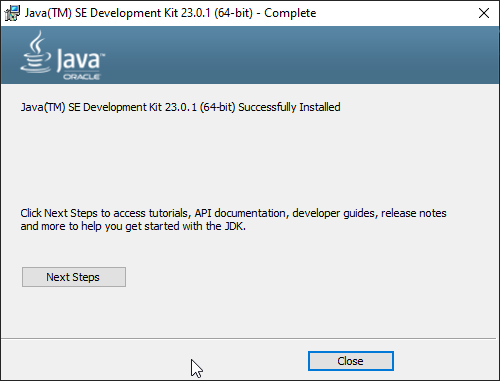 Java(TM) SE Development Kit 23.0.1 (64-bit) - Complete
Java™
ORACLE
Java(TM) SE Development Kit 23.0.1 (64-bit) Successfully Installed
Click Next Steps to access tutorials, API documentation, developer guides, release notes
and more to help you get started with the JDK.
Next Steps
Close